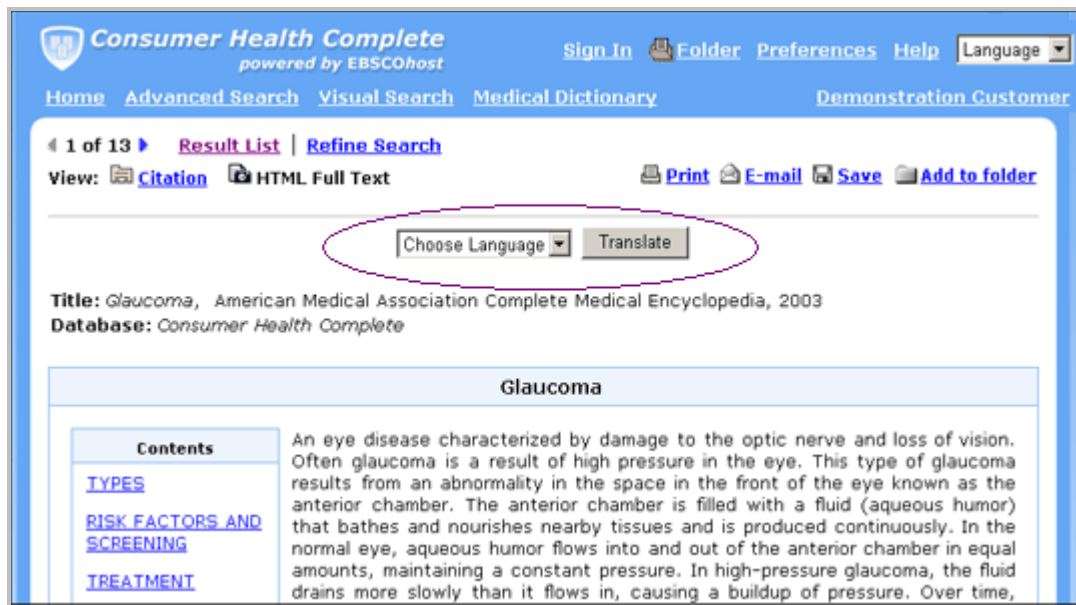 Consumer Health Complete
powered by EBSCOhost
Sign In Folder Preferences Help Language
Home Advanced Search Visual Search Medical Dictionary Demonstration Customer
1 of 13 Result List | Refine Search
View: Citation HTML Full Text Print E-mail Save Add to folder
Choose Language Translate
Title: Glaucoma, American Medical Association Complete Medical Encyclopedia, 2003
Database: Consumer Health Complete
Glaucoma
Contents
TYPES
RISK FACTORS AND
SCREENING
TREATMENT
An eye disease characterized by damage to the optic nerve and loss of vision.
Often glaucoma is a result of high pressure in the eye. This type of glaucoma
results from an abnormality in the space in the front of the eye known as the
anterior chamber. The anterior chamber is filled with a fluid (aqueous humor)
that bathes and nourishes nearby tissues and is produced continuously. In the
normal eye, aqueous humor flows into and out of the anterior chamber in equal
amounts, maintaining a constant pressure. In high-pressure glaucoma, the fluid
drains more slowly than it flows in, causing a buildup of pressure. Over time,